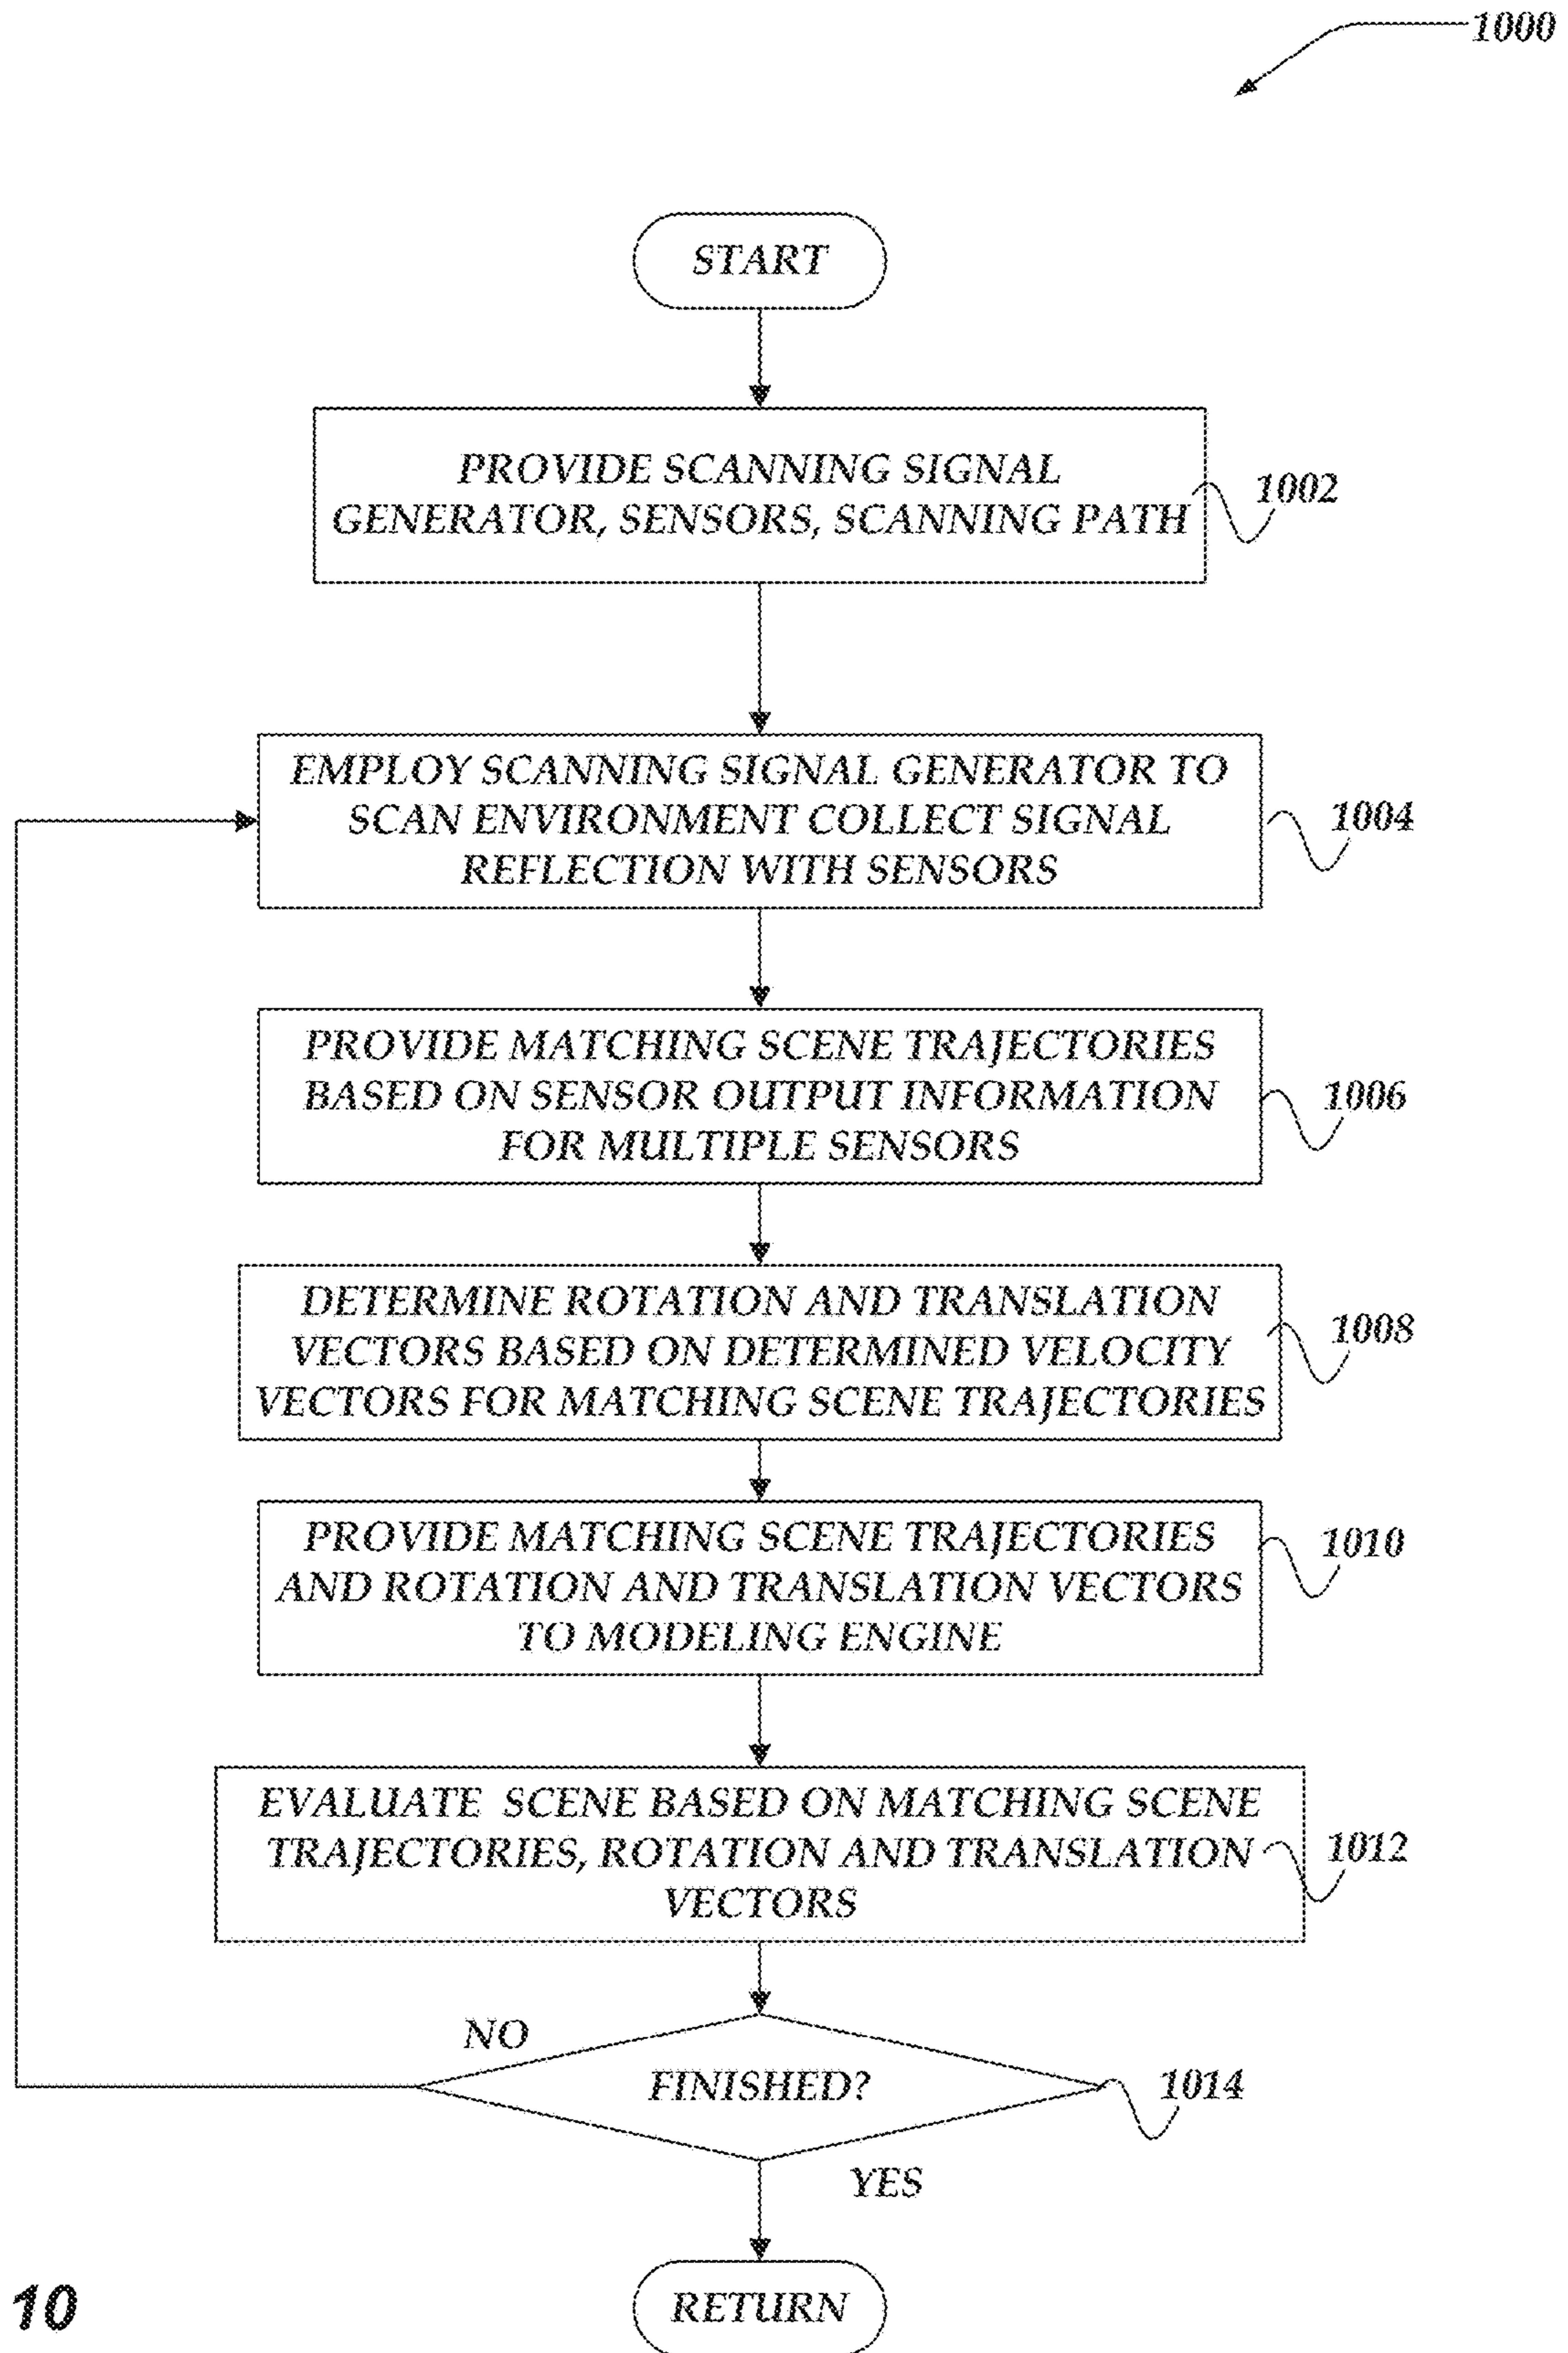 1000
START
PROVIDE SCANNING SIGNAL
GENERATOR, SENSORS, SCANNING PATH
1002
EMPLOY SCANNING SIGNAL GENERATOR TO
SCAN ENVIRONMENT COLLECT SIGNAL
REFLECTION WITH SENSORS
1004
PROVIDE MATCHING SCENE TRAJECTORIES
BASED ON SENSOR OUTPUT INFORMATION
FOR MULTIPLE SENSORS
1006
DETERMINE ROTATION AND TRANSLATION
VECTORS BASED ON DETERMINED VELOCITY
VECTORS FOR MATCHING SCENE TRAJECTORIES
1008
PROVIDE MATCHING SCENE TRAJECTORIES
AND ROTATION AND TRANSLATION VECTORS
TO MODELING ENGINE
1010
EVALUATE SCENE BASED ON MATCHING SCENE
TRAJECTORIES, ROTATION AND TRANSLATION
VECTORS
1012
NO
FINISHED?
1014
YES
RETURN
10